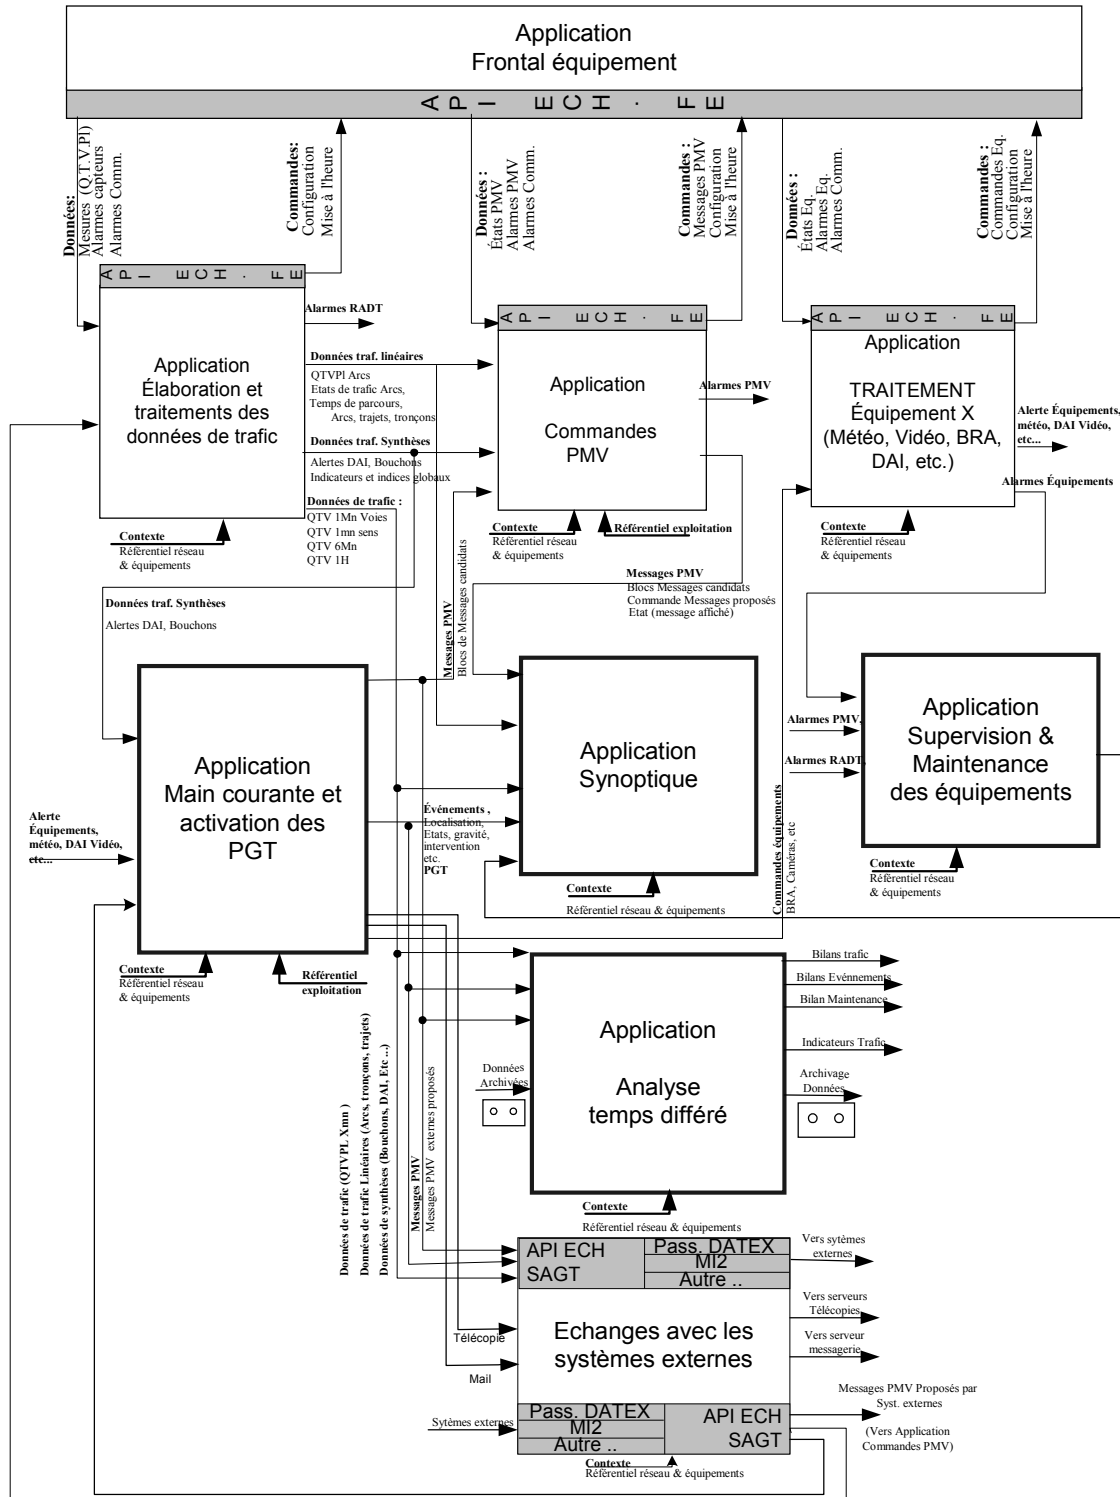 Application
Frontal équipement
API ECH. FE
Données:
Mesures (Q.T.V.Pl)
Alarmes capteurs
Alarmes Comm.
Commandes:
Configuration
Mise à l'heure
Données :
États PMV
Alarmes PMV
Alarmes Comm.
Commandes :
Messages PMV
Configuration
Mise à l'heure
Données :
États Eq.
Alarmes Eq.
Alarmes Comm.
Commandes :
Commandes Eq.
Configuration
Mise à l'heure
API ECH. FE
Application
Élaboration et
traitements des
données de trafic
Alarmes RADT
Données traf. linéaires
QTVPl Arcs
Etats de trafic Arcs,
Temps de parcours,
Arcs, trajets, tronçons
Données traf. Synthèses
Alertes DAI, Bouchons
Indicateurs et indices globaux
Données de trafic :
QTV 1Mn Voies
QTV 1mn sens
QTV 6Mn
QTV 1H
Contexte
Référentiel réseau
& équipements
API ECH. FE
Application
Commandes
PMV
Alarmes PMV
Contexte
Référentiel réseau
& équipements
Référentiel exploitation
API ECH. FE
Application
TRAITEMENT
Équipement X
(Météo, Vidéo, BRA,
DAI, etc.)
Alerte Équipements,
météo, DAI Vidéo,
etc...
Alarmes Équipements
Contexte
Référentiel réseau
& équipements
Messages PMV
Blocs Messages candidats
Commande Messages proposés
Etat (message affiché)
Messages PMV
Blocs de Messages candidats
Données traf. Synthèses
Alertes DAI, Bouchons
Application
Main courante et
activation des
PGT
Alerte
Équipements,
météo, DAI Vidéo,
etc...
Contexte
Référentiel réseau
& équipements
Référentiel
exploitation
Événements ,
Localisation,
Etats, gravité,
intervention
etc.
PGT
Application
Synoptique
Contexte
Référentiel réseau & équipements
Commandes équipements
BRA, Caméras, etc
Alarmes PMV,
Alarmes RADT,
Application
Supervision &
Maintenance
des équipements
Contexte
Référentiel réseau
& équipements
Application
Analyse
temps différé
Données
Archivées
Bilans trafic
Bilans Evénnements
Bilan Maintenance
Indicateurs Trafic
Archivage
Données
Contexte
Référentiel réseau & équipements
Données de trafic (QTVPL Xmn )
Données de trafic Linéaires (Arcs, tronçons, trajets)
Données de synthèses (Bouchons, DAI, Etc ...)
Messages PMV
Messages PMV externes proposés
API ECH
SAGT
Pass. DATEX
MI2
Autre ..
Echanges avec les
systèmes externes
Télécopie
Mail
Sytèmes externes
Pass. DATEX
MI2
Autre ..
API ECH
SAGT
Contexte
Référentiel réseau & équipements
Vers sytèmes
externes
Vers serveurs
Télécopies
Vers serveur
messagerie
Messages PMV Proposés par
Syst. externes
(Vers Application
Commandes PMV)